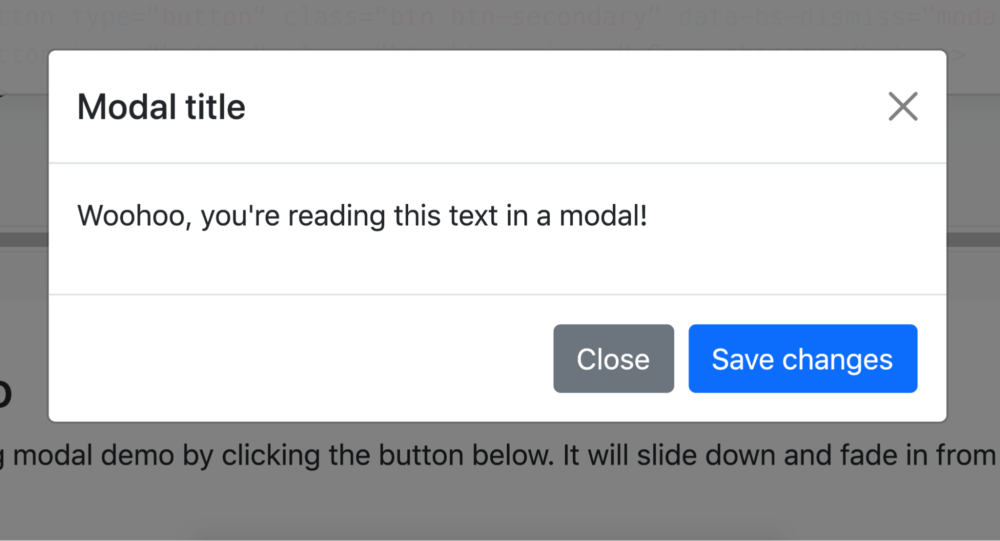 tton type="button" class="btn btn-secondary" data-bs-dismiss="moda
Modal title
Woohoo, you're reading this text in a modal!
Close
Save changes
modal demo by clicking the button below. It will slide down and fade in from